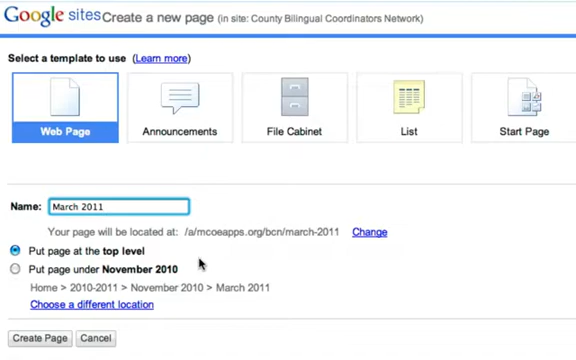 Google sites Create a new page (in site: County Bilingual Coordinators Network)
Select a template to use (Learn more)
Web Page Announcements File Cabinet List Start Page
Name: March 2011
Your page will be located at: /a/mcoeapps.org/bcn/march-2011 Change
Put page at the top level
Put page under November 2010
Home > 2010-2011 > November 2010 > March 2011
Choose a different location
Create Page Cancel